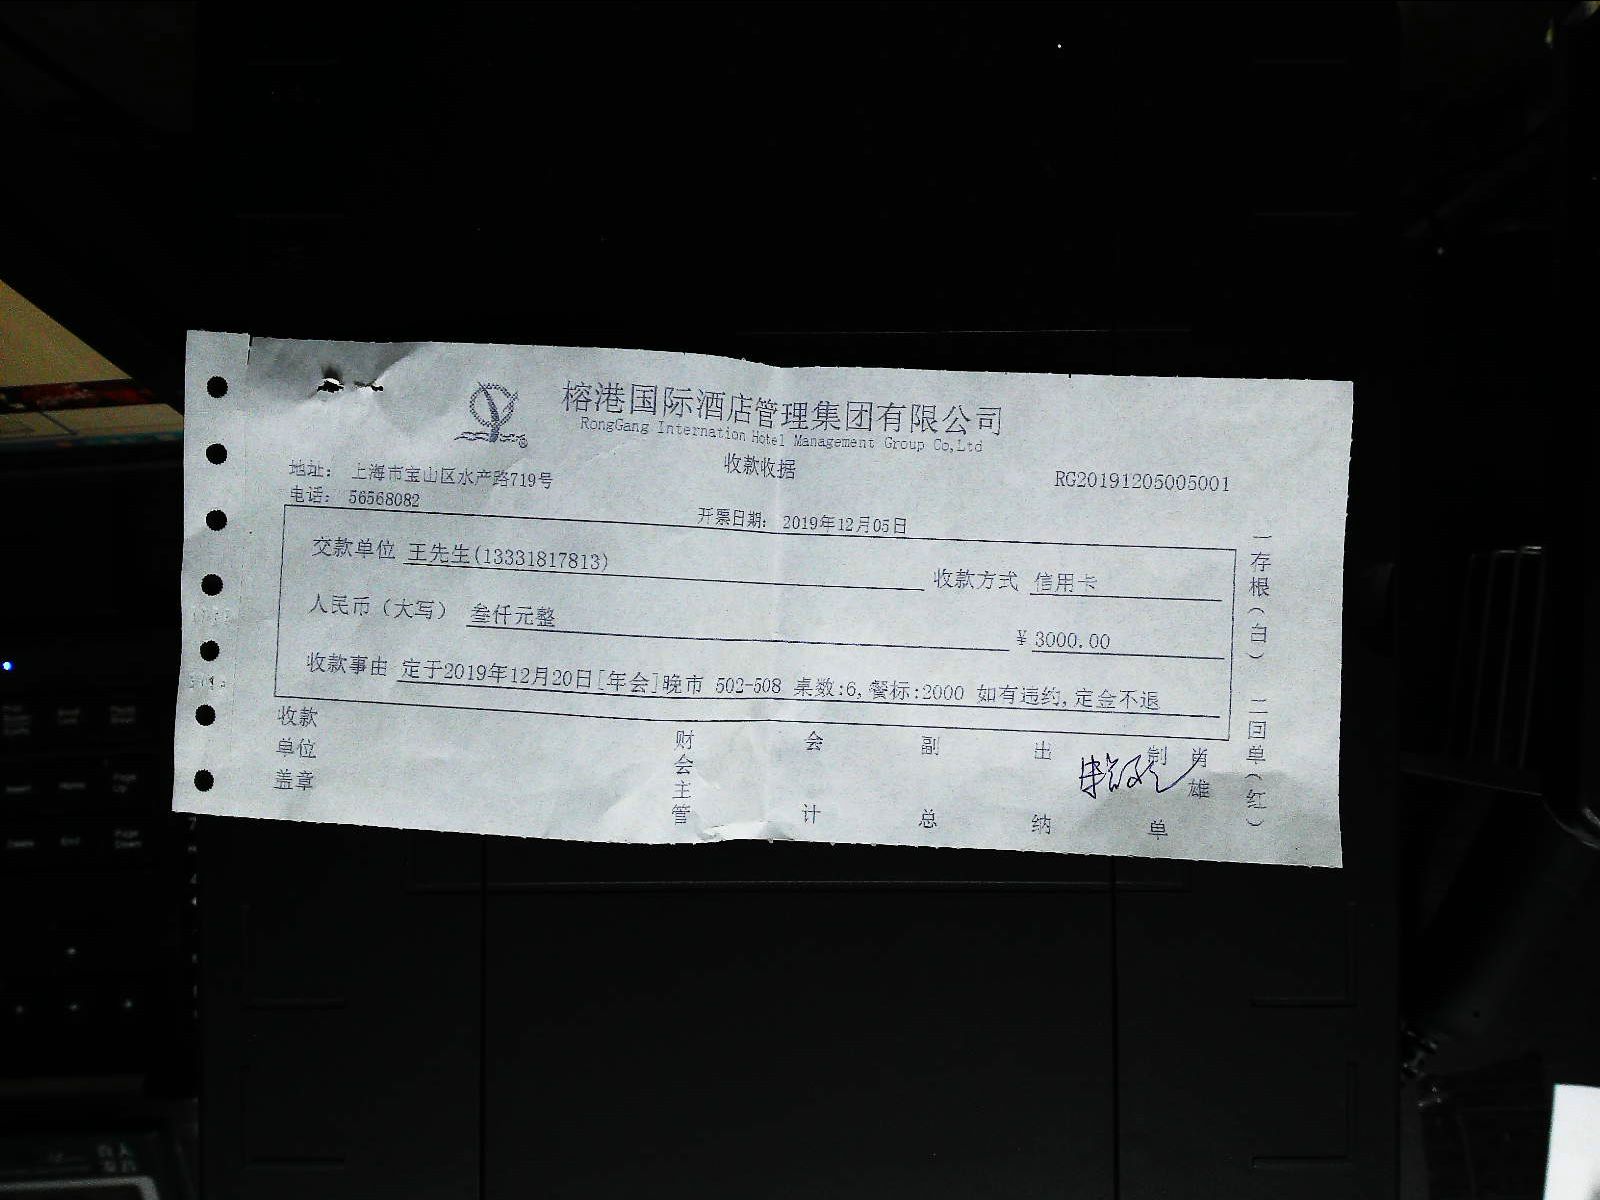 榕港国际酒店管理集团有限公司
RongGang Internation Hotel Management Group Co,Ltd
收款收据
地址： 上海市宝山区水产路719号
RG20191205005001
电话： 56568082
开票日期： 2019年12月05日
交款单位 王先生(13331817813)
收款方式 信用卡
人民币（大写） 叁仟元整
¥ 3000.00
收款事由 定于2019年12月20日[年会]晚市 502-508 桌数:6,餐标:2000 如有违约,定金不退
收款单位盖章
财会主管
会计
副总
出纳
制单
肖雄
一存根（白） 二回单（红）